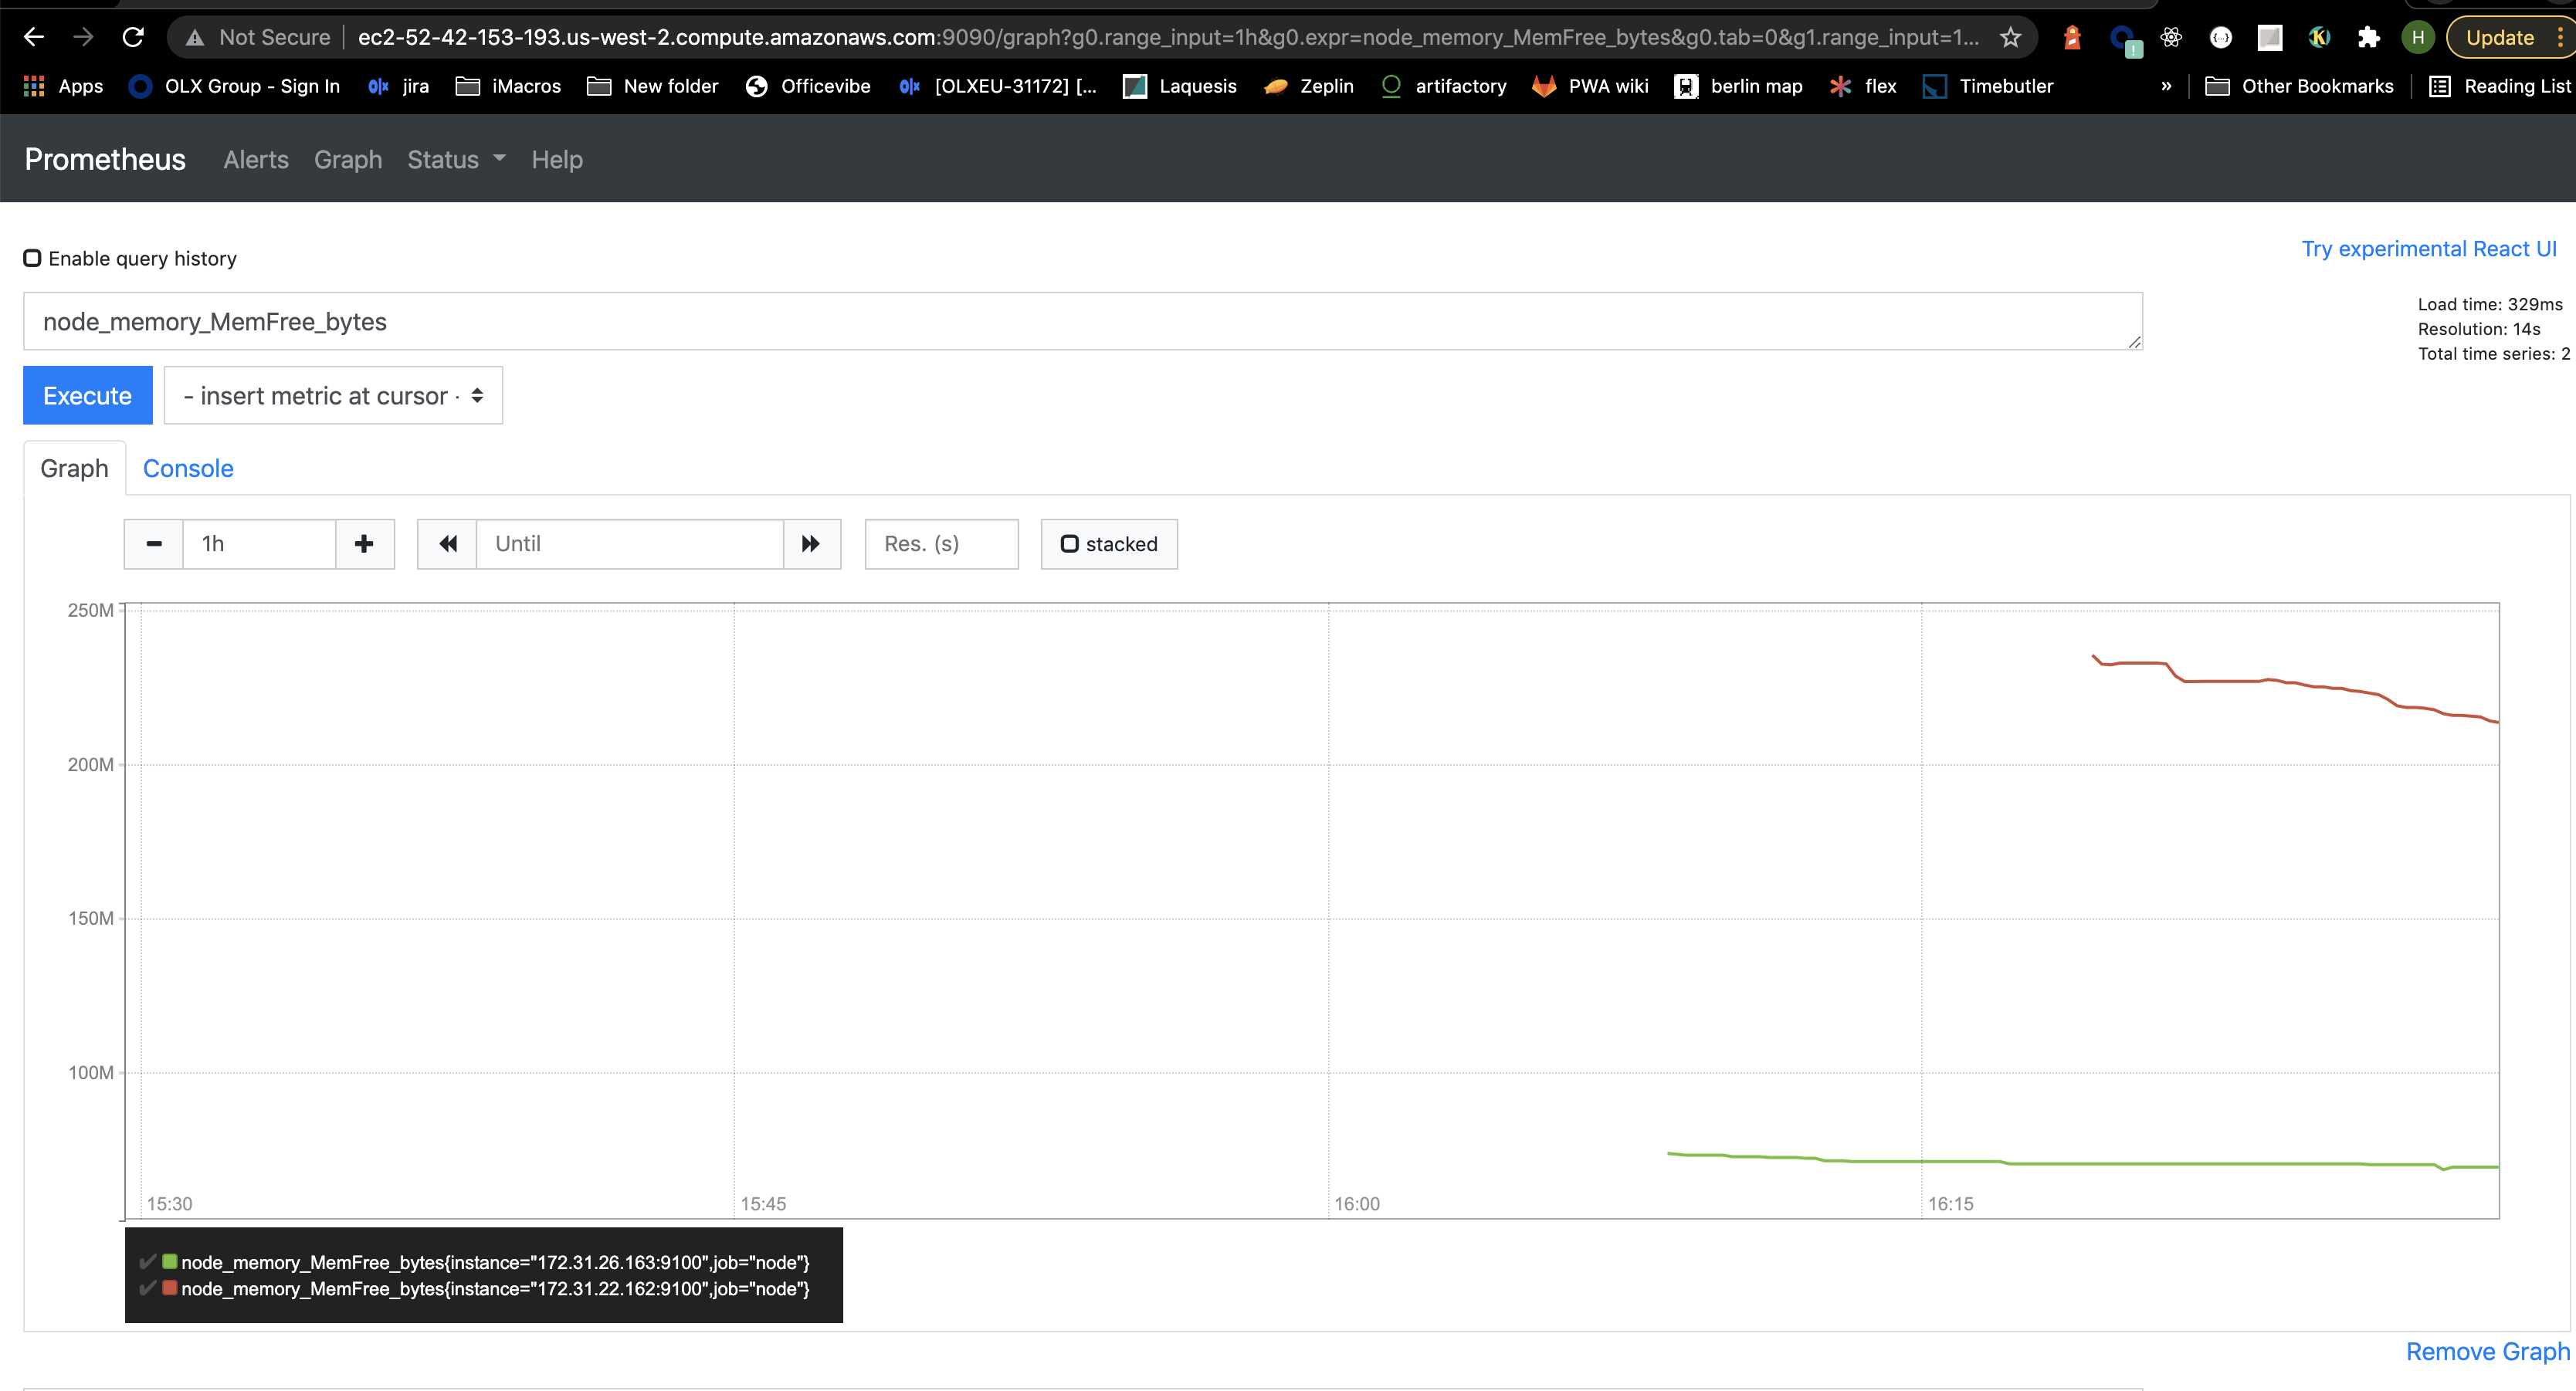 Not Secure ec2-52-42-153-193.us-west-2.compute.amazonaws.com:9090/graph?g0.range_input=1h&g0.expr=node_memory_MemFree_bytes&g0.tab=0&g1.range_input=1... H Update
Apps OLX Group - Sign In jira iMacros New folder Officevibe [OLXEU-31172] [... Laquesis Zeplin artifactory PWA wiki berlin map flex Timebutler » Other Bookmarks Reading List
Prometheus Alerts Graph Status Help
Enable query history
Try experimental React UI
node_memory_MemFree_bytes
Load time: 329ms
Resolution: 14s
Total time series: 2
Execute - insert metric at cursor -
Graph Console
1h Until Res. (s) stacked
250M
200M
150M
100M
15:30 15:45 16:00 16:15
node_memory_MemFree_bytes{instance="172.31.26.163:9100",job="node"}
node_memory_MemFree_bytes{instance="172.31.22.162:9100",job="node"}
Remove Graph